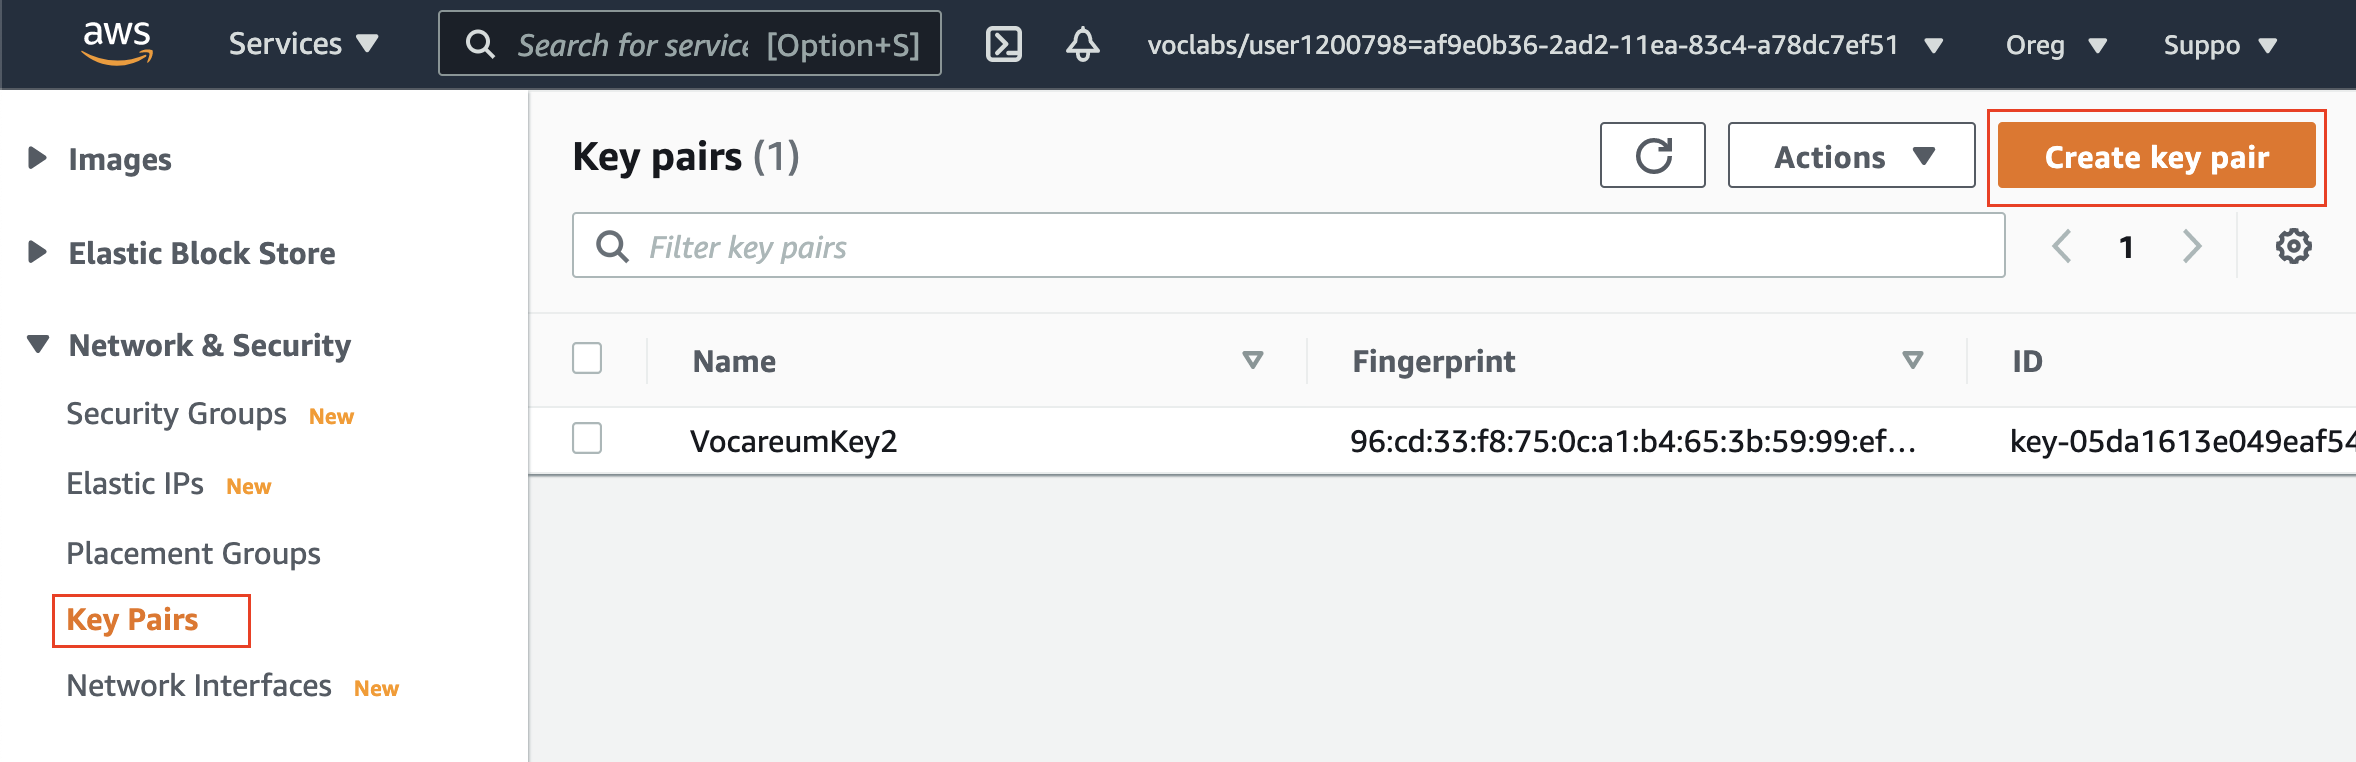 aws Services Search for service [Option+S] voclabs/user1200798=af9e0b36-2ad2-11ea-83c4-a78dc7ef51 Oreg Suppo
Images
Elastic Block Store
Network & Security
Security Groups New
Elastic IPs New
Placement Groups
Key Pairs
Network Interfaces New
Key pairs (1) Actions Create key pair
Filter key pairs 1
Name Fingerprint ID
VocareumKey2 96:cd:33:f8:75:0c:a1:b4:65:3b:59:99:ef... key-05da1613e049eaf54